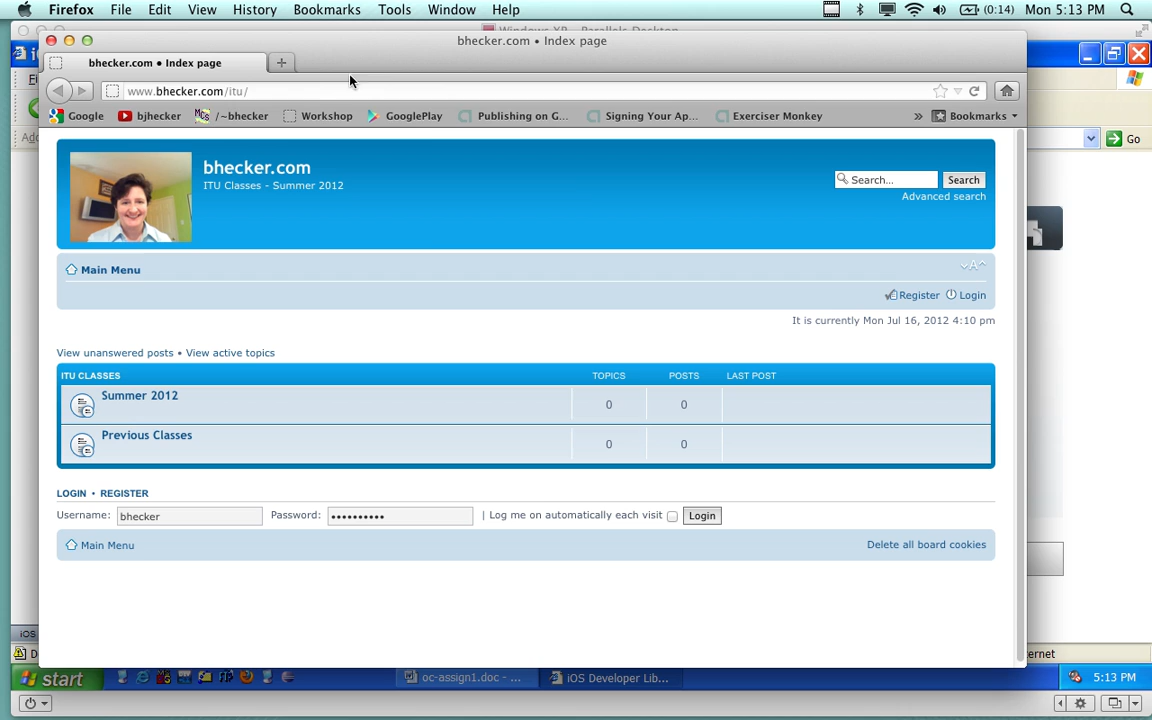 Firefox File Edit View History Bookmarks Tools Window Help (0:14) Mon 5:13 PM
bhecker.com • Index page
bhecker.com • Index page
www.bhecker.com/itu/
Go
Google bjhecker /~bhecker Workshop GooglePlay Publishing on G... Signing Your Ap... Exerciser Monkey » Bookmarks
bhecker.com
ITU Classes - Summer 2012
Search... Search
Advanced search
Main Menu
Register Login
It is currently Mon Jul 16, 2012 4:10 pm
View unanswered posts • View active topics
ITU CLASSES TOPICS POSTS LAST POST
Summer 2012 0 0
Previous Classes 0 0
LOGIN • REGISTER
Username: bhecker Password: •••••••••• | Log me on automatically each visit Login
Main Menu Delete all board cookies
iOS
ernet
start oc-assign1.doc - ... iOS Developer Lib... 5:13 PM